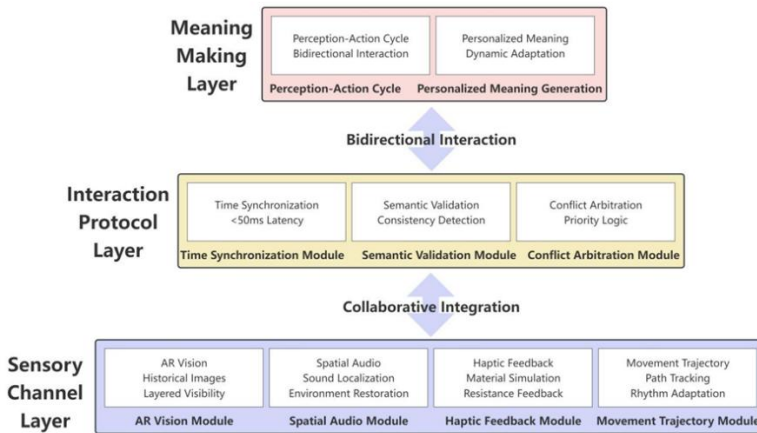 Meaning
Making
Layer
Perception-Action Cycle
Bidirectional Interaction
Personalized Meaning
Dynamic Adaptation
Perception-Action Cycle
Personalized Meaning Generation
Bidirectional Interaction
Interaction
Protocol
Layer
Time Synchronization
<50ms Latency
Semantic Validation
Consistency Detection
Conflict Arbitration
Priority Logic
Time Synchronization Module
Semantic Validation Module
Conflict Arbitration Module
Collaborative Integration
Sensory
Channel
Layer
AR Vision
Historical Images
Layered Visibility
Spatial Audio
Sound Localization
Environment Restoration
Haptic Feedback
Material Simulation
Resistance Feedback
Movement Trajectory
Path Tracking
Rhythm Adaptation
AR Vision Module
Spatial Audio Module
Haptic Feedback Module
Movement Trajectory Module